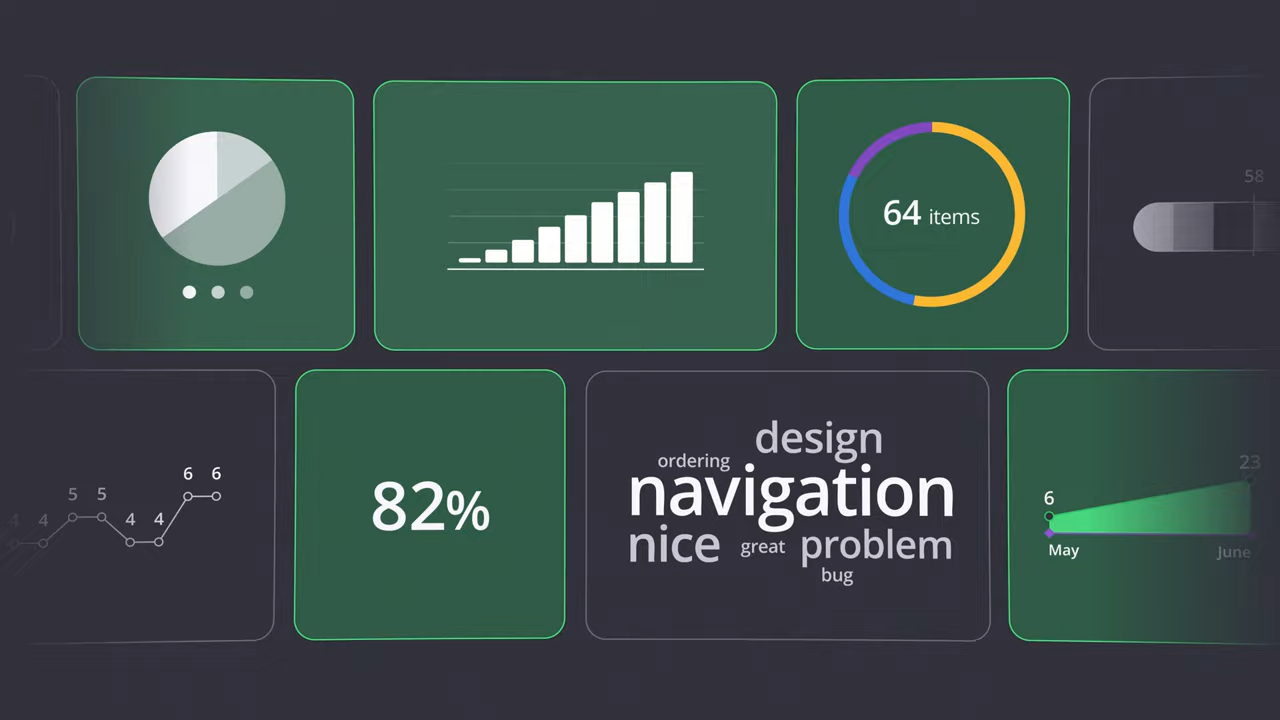 58
64 items
6 6
5 5
4 4 4 4
82%
design
ordering
navigation
nice great problem
bug
23
6
May June